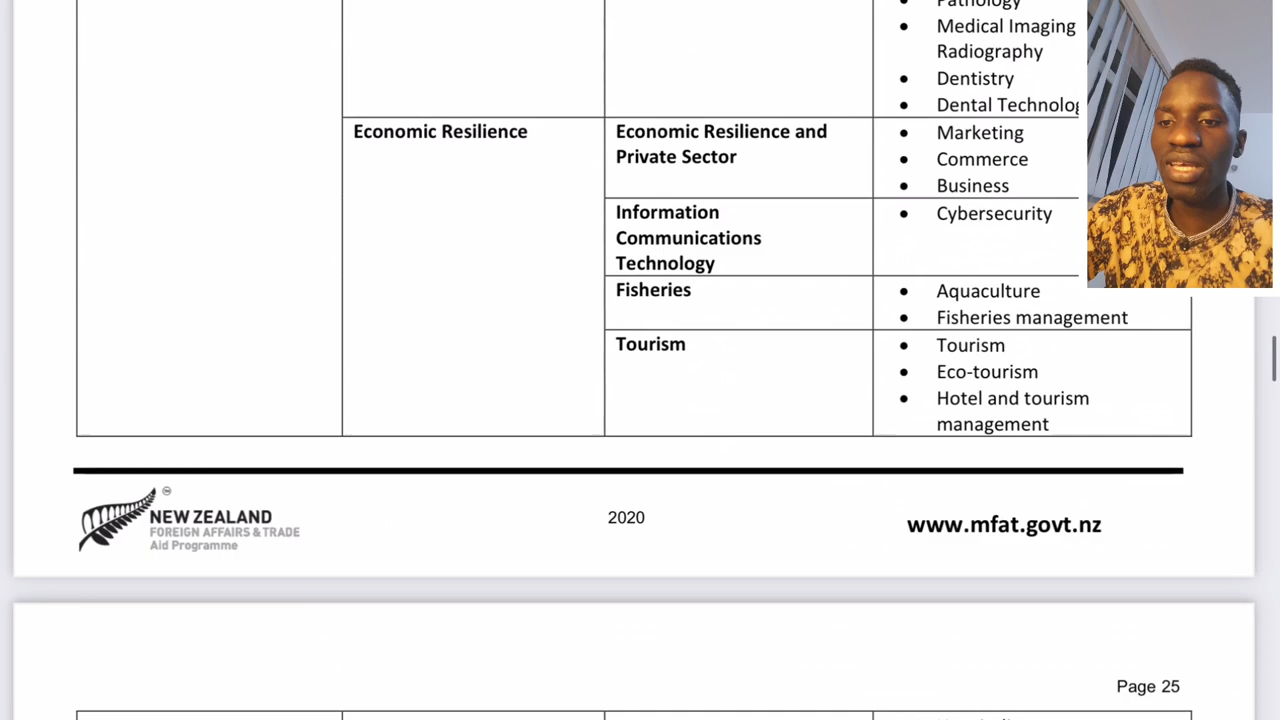 Pathology
Medical Imaging
Radiography
Dentistry
Dental
Economic Resilience
Economic Resilience and
Private Sector
Marketing
Commerce
Business
Information
Communications
Technology
Cybersecurity
Fisheries
Aquaculture
Fisheries management
Tourism
Tourism
Eco-tourism
Hotel and tourism
management
NEW ZEALAND
FOREIGN AFFAIRS & TRADE
Aid Programme
2020
www.mfat.govt.nz
Page 25